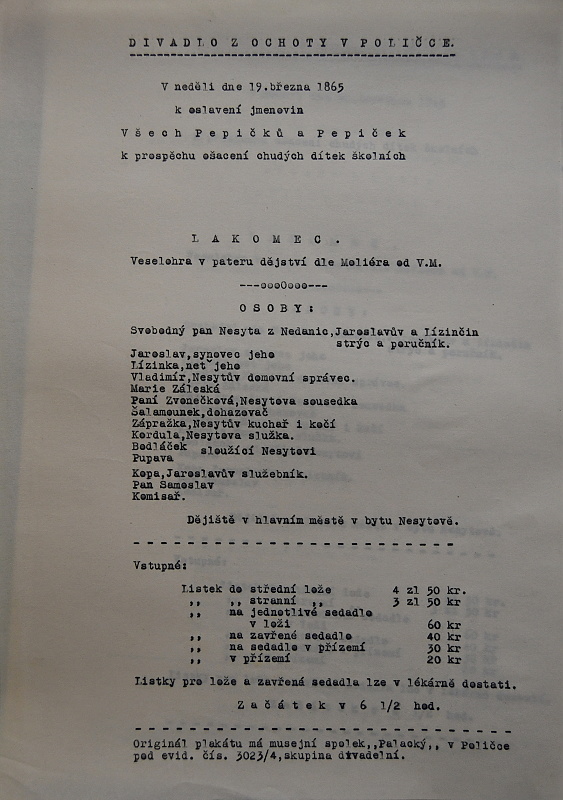 DIVADLO Z OCHOTY V POLIČCE.
V neděli dne 19.března 1865
k oslavení jmenovin
Všech Pepičků a Pepiček
k prospěchu ošacení chudých dítek školních
LAKOMEC.
Veselohra v pateru dějství dle Moliéra od V.M.
---oooOooo---
OSOBY:
Svobodný pan Nesyta z Nedanic,Jaroslavův a Lízinčin
strýc a poručník.
Jaroslav,synovec jeho
Lízinka,neť jeho
Vladimír,Nesytův domovní správec.
Marie Záleská
Paní Zvonečková,Nesytova sousedka
Šalamounek,dohazovač
Zápražka,Nesytův kuchař i kočí
Kordula,Nesytova služka.
Bodláček
sloužící Nesytovi
Pupava
Kopa,Jaroslavův služebník.
Pan Samoslav
Komisař.
Dějiště v hlavním městě v bytu Nesytově.
Vstupné:
Lístek do střední lože 4 zl 50 kr.
,, ,, stranní ,, 3 zl 50 kr
,, na jednotlivé sedadlo
v loži 60 kr
,, na zavřené sedadlo 40 kr
,, na sedadlo v přízemí 30 kr
,, v přízemí 20 kr
Lístky pro lože a zavřená sedadla lze v lékárně dostati.
Začátek v 6 1/2 hod.
Originál plakátu má musejní spolek,,Palacký,, v Poličce
pod evid. čís. 3023/4,skupina divadelní.